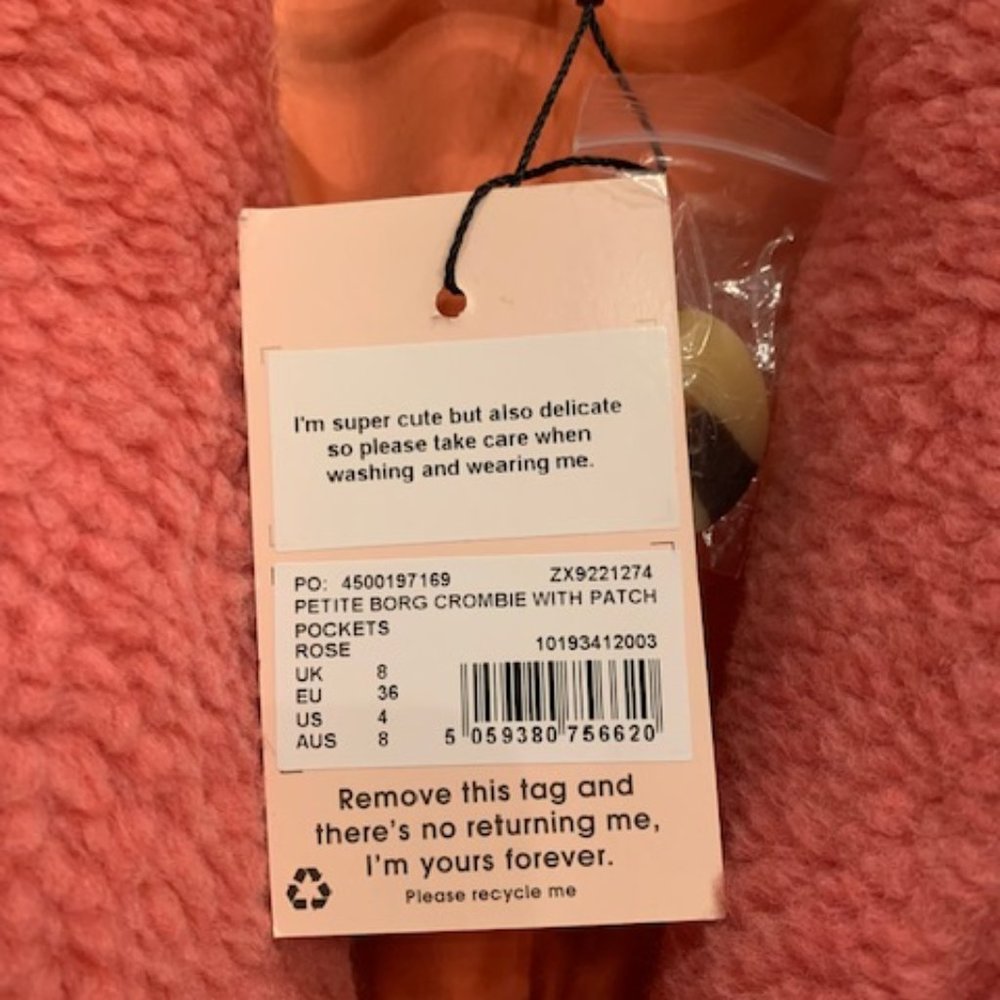 I'm super cute but also delicate
so please take care when
washing and wearing me.
PO: 4500197169 ZX9221274
PETITE BORG CROMBIE WITH PATCH
POCKETS
ROSE 10193412003
UK 8
EU 36
US 4
AUS 8 5 059380 756620
Remove this tag and
there's no returning me,
I'm yours forever.
Please recycle me